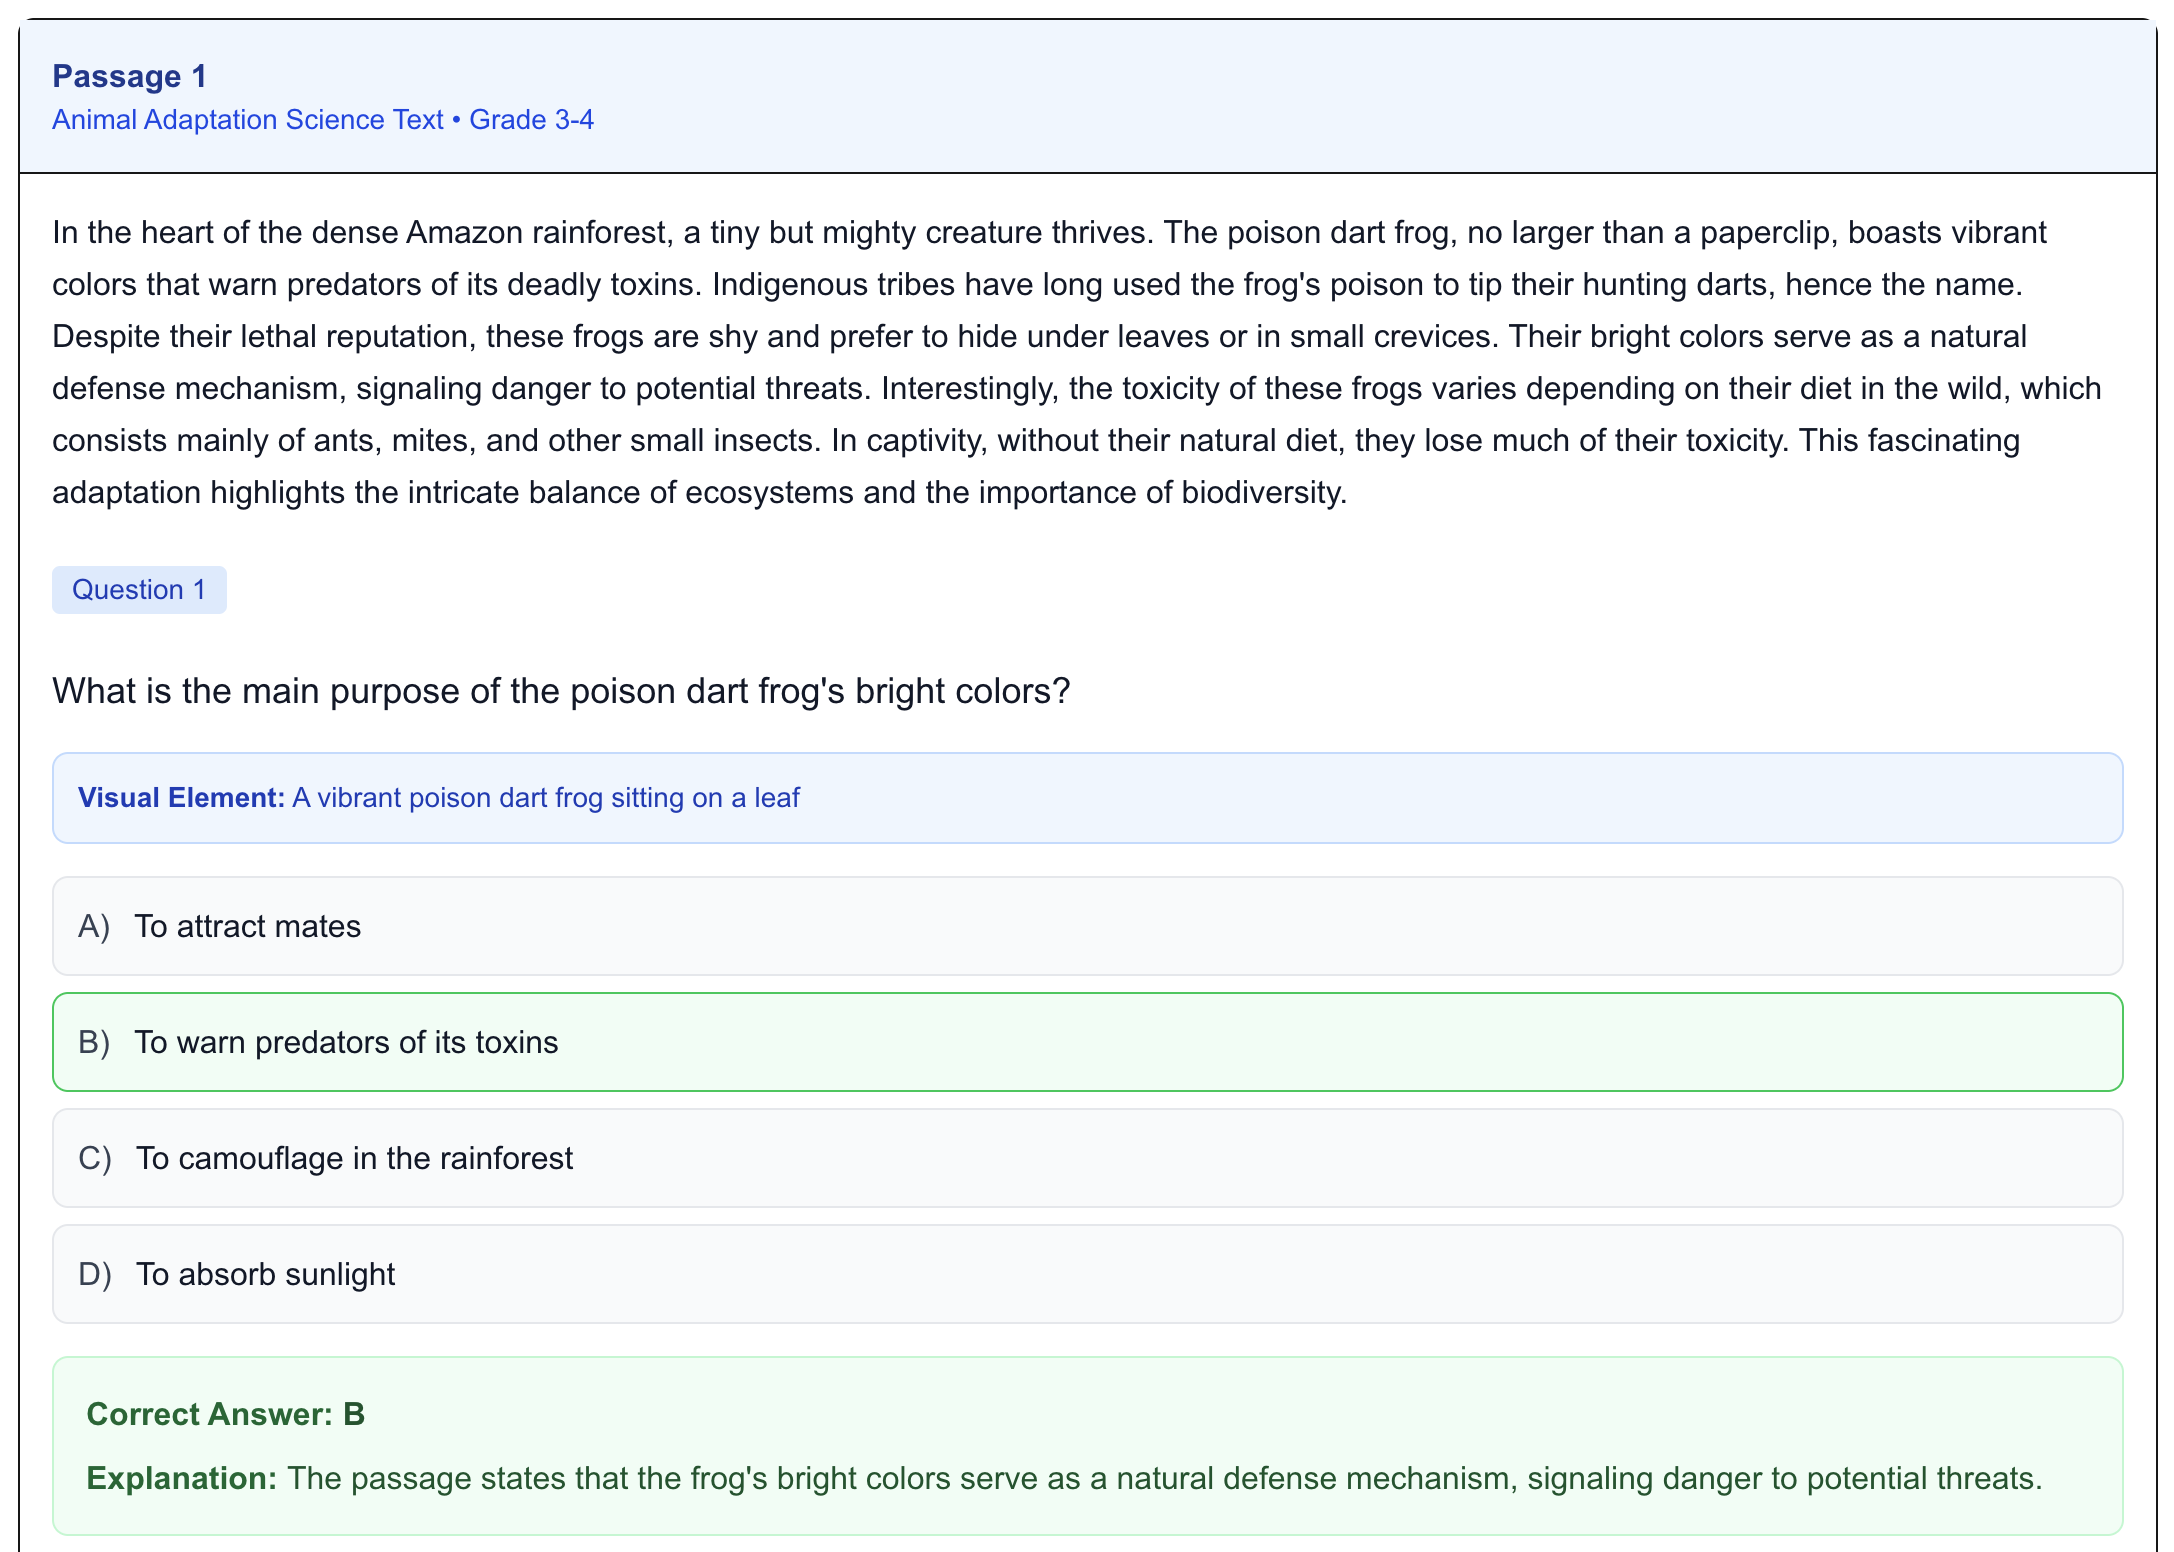 Passage 1
Animal Adaptation Science Text • Grade 3-4
In the heart of the dense Amazon rainforest, a tiny but mighty creature thrives. The poison dart frog, no larger than a paperclip, boasts vibrant
colors that warn predators of its deadly toxins. Indigenous tribes have long used the frog's poison to tip their hunting darts, hence the name.
Despite their lethal reputation, these frogs are shy and prefer to hide under leaves or in small crevices. Their bright colors serve as a natural
defense mechanism, signaling danger to potential threats. Interestingly, the toxicity of these frogs varies depending on their diet in the wild, which
consists mainly of ants, mites, and other small insects. In captivity, without their natural diet, they lose much of their toxicity. This fascinating
adaptation highlights the intricate balance of ecosystems and the importance of biodiversity.
Question 1
What is the main purpose of the poison dart frog's bright colors?
Visual Element: A vibrant poison dart frog sitting on a leaf
A) To attract mates
B) To warn predators of its toxins
C) To camouflage in the rainforest
D) To absorb sunlight
Correct Answer: B
Explanation: The passage states that the frog's bright colors serve as a natural defense mechanism, signaling danger to potential threats.